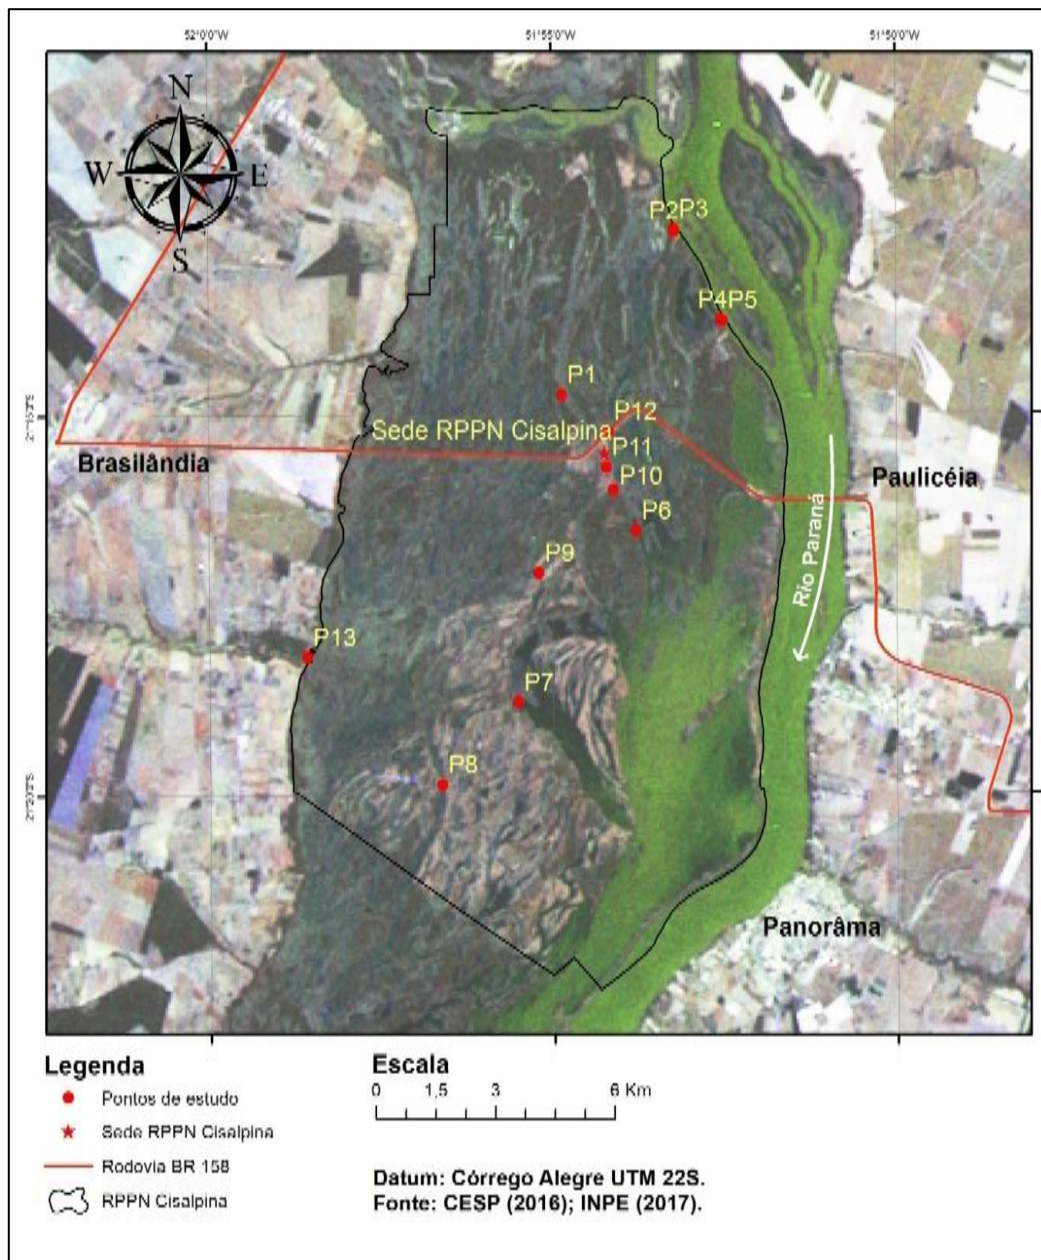 52°0'0"W
51°55'0"W
51°50'0"W
N
W E
S
P2P3
P4P5
P1
P12
Sede RPPN Cisalpina
P11
P10
P6
P9
P13
P7
P8
Brasilândia
Paulicéia
Rio Paraná
Panorâma
21°20'0"S
Legenda
Pontos de estudo
Sede RPPN Cisalpina
Rodovia BR 158
RPPN Cisalpina
Escala
0 1,5 3 6 Km
Datum: Córrego Alegre UTM 22S.
Fonte: CESP (2016); INPE (2017).